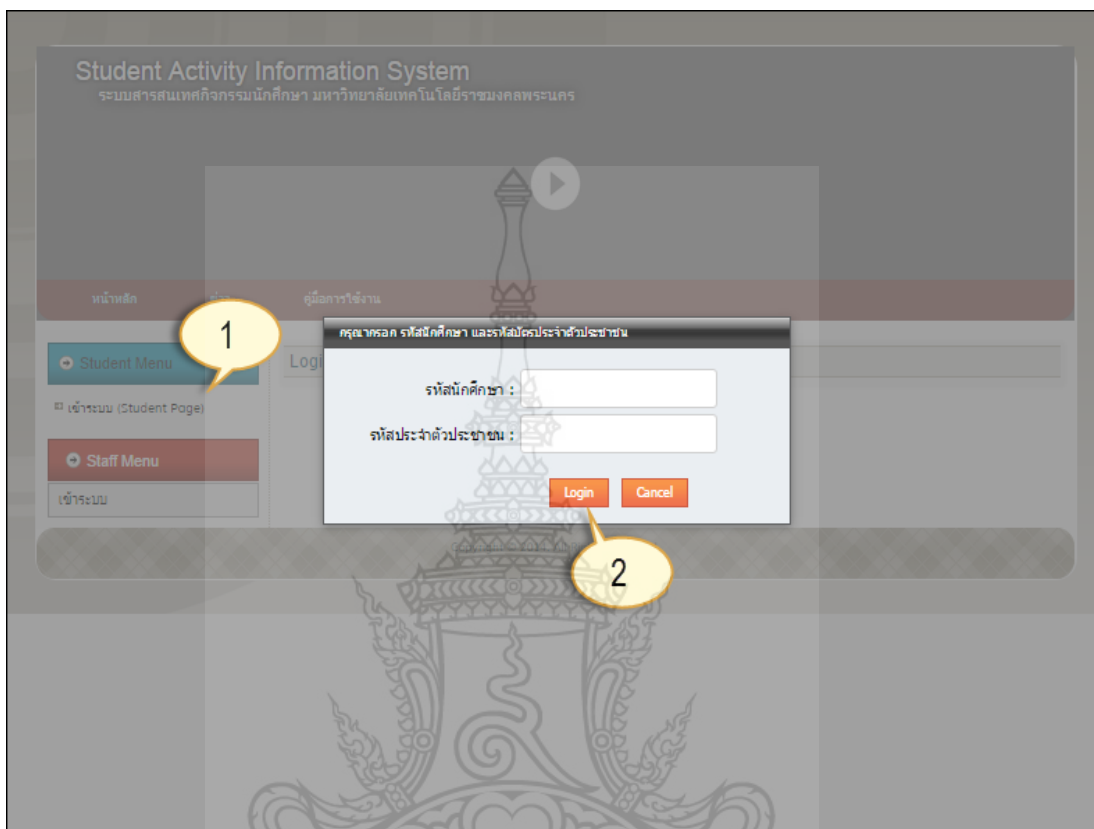 Student Activity Information System
ระบบสารสนเทศกิจกรรมนักศึกษา มหาวิทยาลัยเทคโนโลยีราชมงคลพระนคร
หน้าหลัก
คู่มือการใช้งาน
1
กรุณากรอก รหัสนักศึกษา และรหัสบัตรประจำตัวประชาชน
Student Menu
Logi
รหัสนักศึกษา :
เข้าระบบ (Student Page)
รหัสประจำตัวประชาชน :
Staff Menu
Login Cancel
เข้าระบบ
2